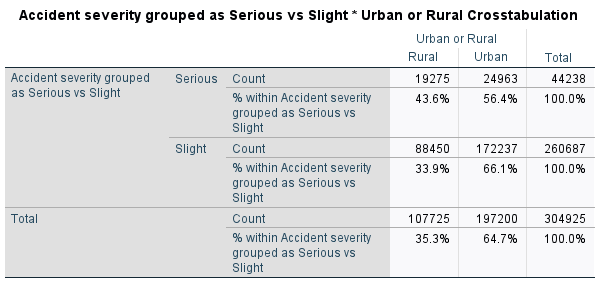 Accident severity grouped as Serious vs Slight * Urban or Rural Crosstabulation
Urban or Rural
Rural Urban Total
Accident severity grouped as Serious vs Slight Serious Count 19275 24963 44238
% within Accident severity grouped as Serious vs Slight 43.6% 56.4% 100.0%
Slight Count 88450 172237 260687
% within Accident severity grouped as Serious vs Slight 33.9% 66.1% 100.0%
Total Count 107725 197200 304925
% within Accident severity grouped as Serious vs Slight 35.3% 64.7% 100.0%